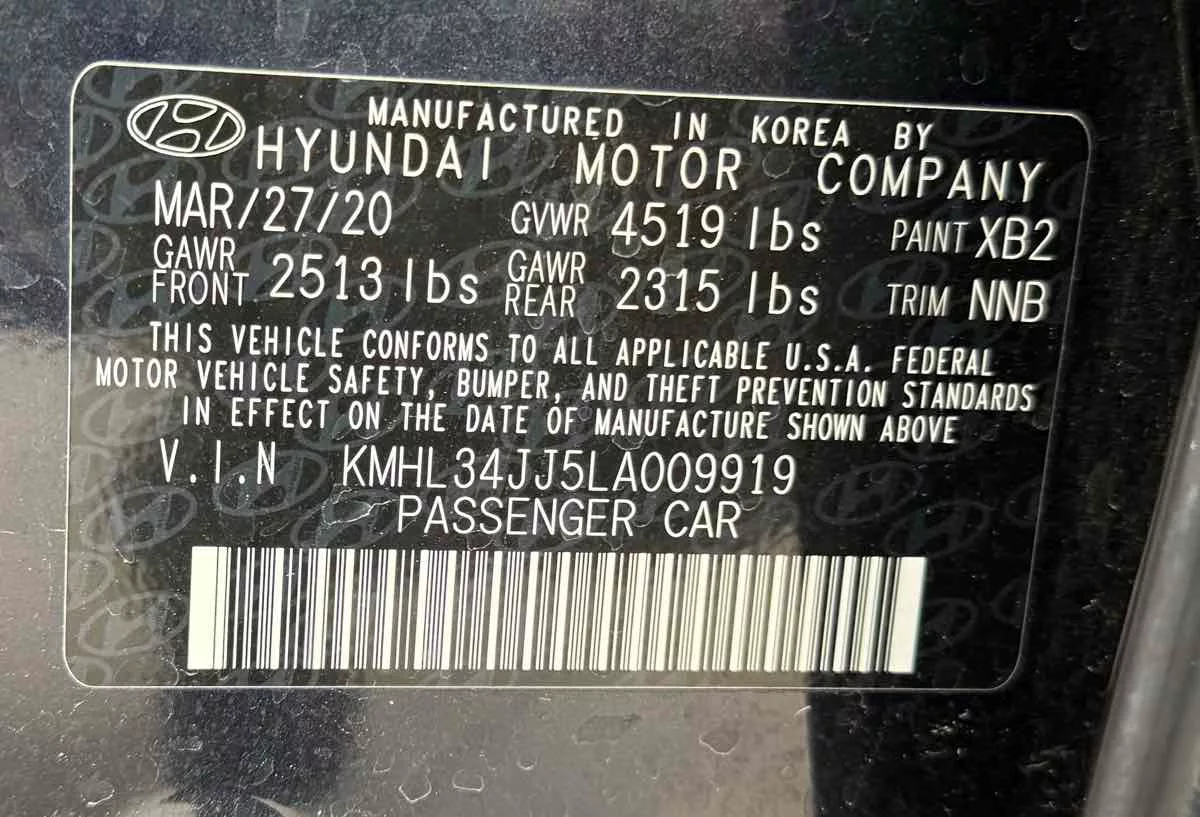 MANUFACTURED IN KOREA BY
HYUNDAI MOTOR COMPANY
MAR/27/20 GVWR 4519 lbs PAINT XB2
GAWR FRONT 2513 lbs GAWR REAR 2315 lbs TRIM NNB
THIS VEHICLE CONFORMS TO ALL APPLICABLE U.S.A. FEDERAL
MOTOR VEHICLE SAFETY, BUMPER, AND THEFT PREVENTION STANDARDS
IN EFFECT ON THE DATE OF MANUFACTURE SHOWN ABOVE
V.I.N KMHL34JJ5LA009919
PASSENGER CAR